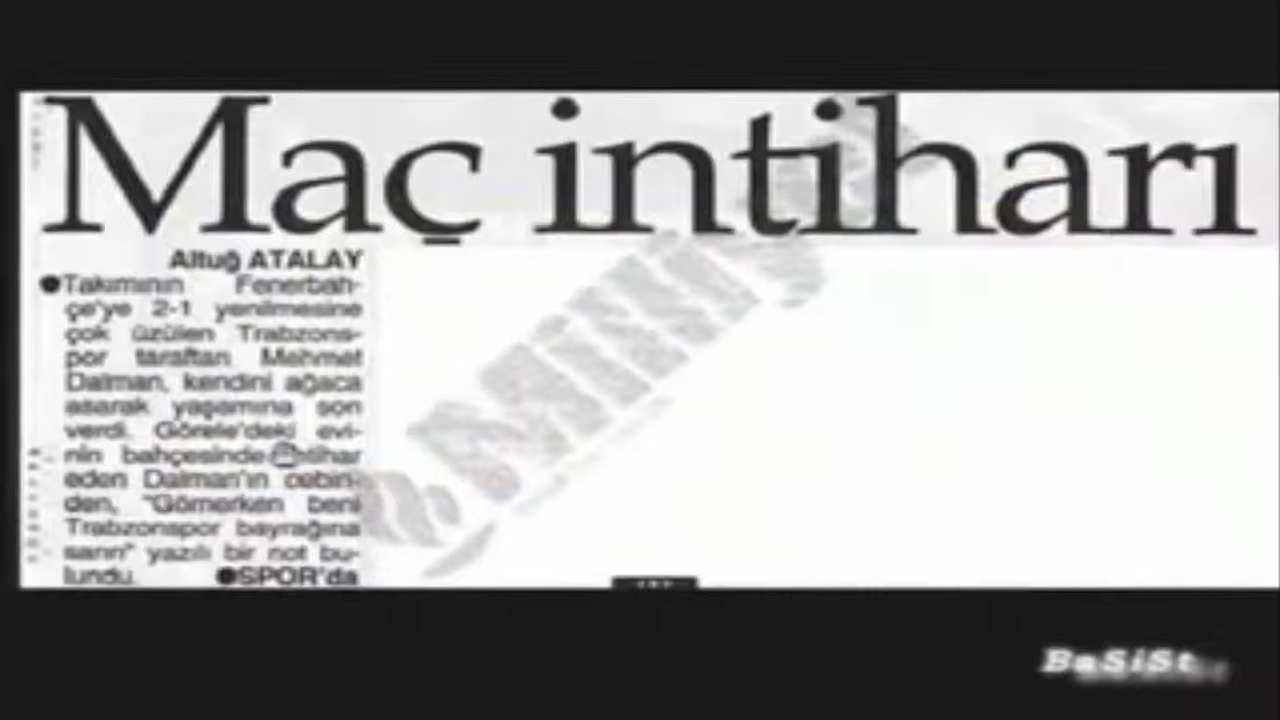 Maç intiharı
Altuğ ATALAY
●Takımının Fenerbah-
çe'ye 2-1 yenilmesine
çok üzülen Trabzons-
por taraftarı Mehmet
Dalman, kendini ağaca
asarak yaşamına son
verdi. Görele'deki evi-
nin bahçesinde intihar
eden Dalman'ın cebin-
den, "Gömerken beni
Trabzonspor bayrağına
sarın" yazılı bir not bu-
lundu. ●SPOR'da
BaSiSt